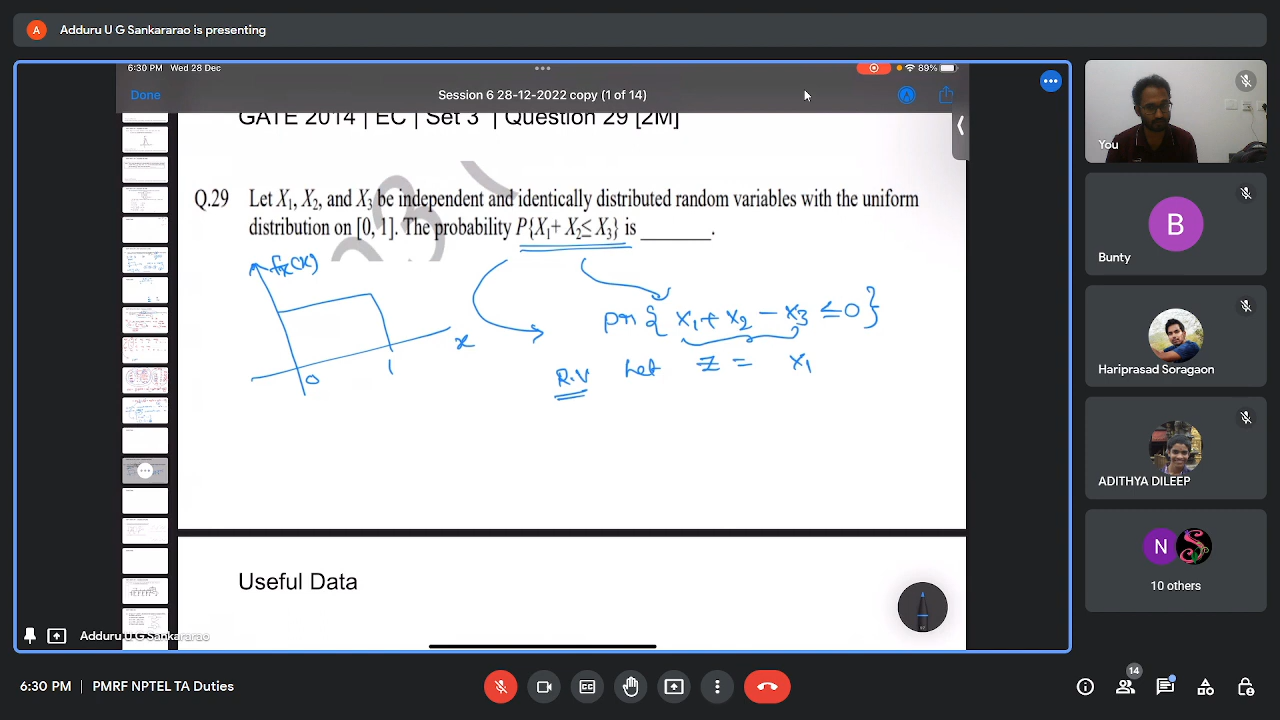 A Adduru U G Sankararao is presenting
6:30 PM Wed 28 Dec
89%
Done
Session 6 28-12-2022 copy (1 of 14)
GATE 2014 | EC | Set 3 | Question 29 [2M]
Q.29 Let X1, X2, and X3 be independent and identically distributed random variables with the uniform
distribution on [0, 1]. The probability P{X1+ X2≤ X3} is ________.
fx(x)
x
0
1
pr{ x1+x2 - x3 ≤0}
R.V Let Z = x1
Useful Data
Adduru U G Sankararao
You
B
Bunty
Hariprasad Soragaon
ADITHYA DILEEP
N
10 others
6:30 PM | PMRF NPTEL TA Duties
14